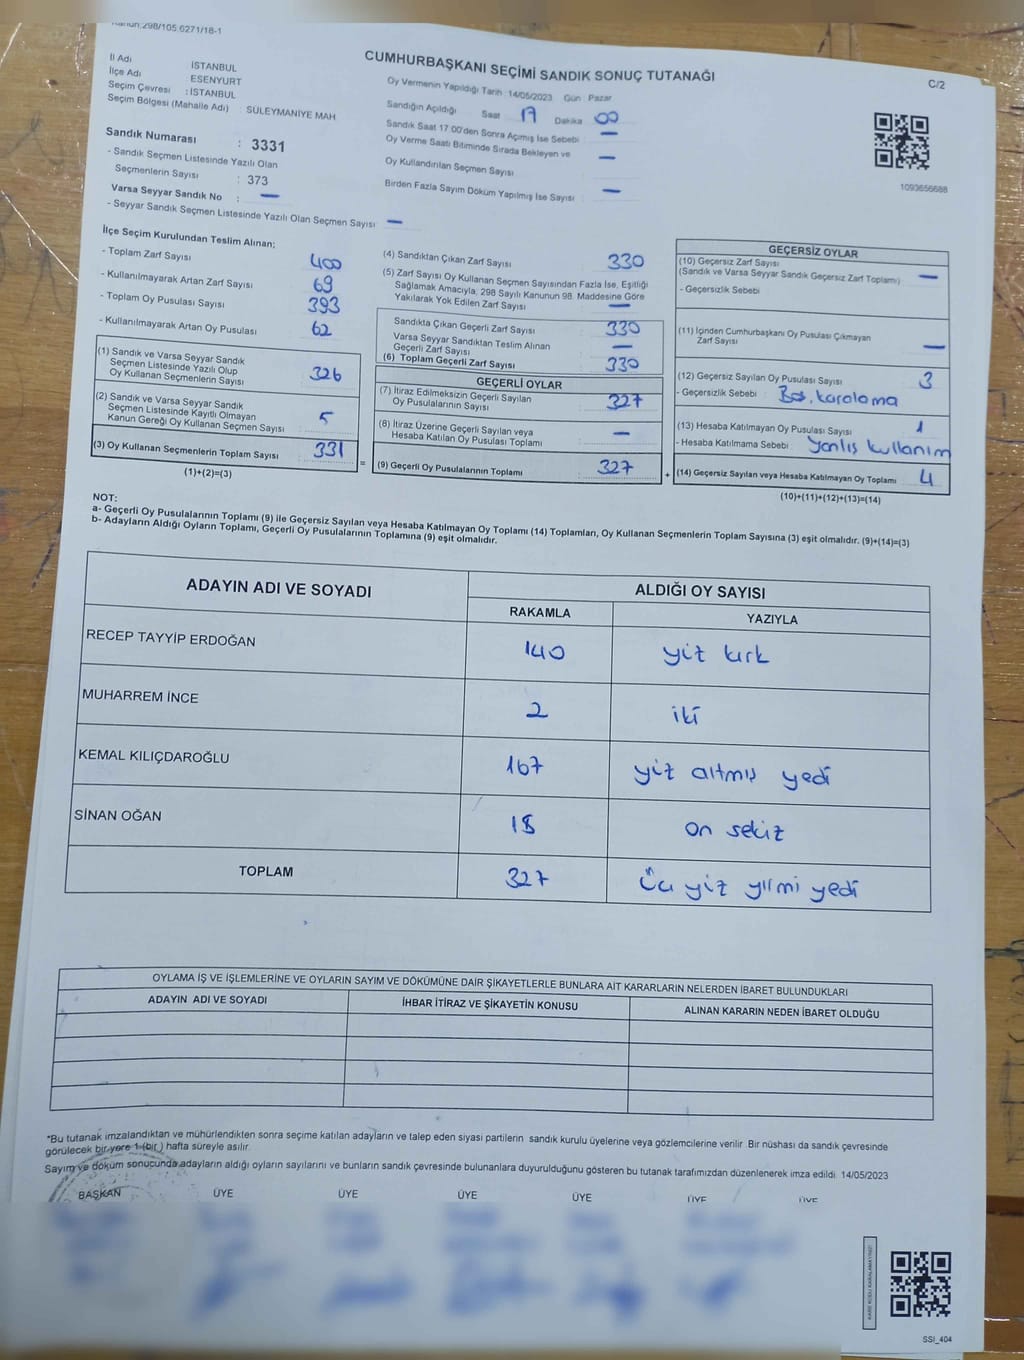 Kanun:298/105.6271/18-1
CUMHURBAŞKANI SEÇİMİ SANDIK SONUÇ TUTANAĞI
C/2
İl Adı : İSTANBUL
İlçe Adı : ESENYURT
Seçim Çevresi : İSTANBUL
Seçim Bölgesi (Mahalle Adi) : SÜLEYMANİYE MAH
Oy Vermenin Yapıldığı Tarih :14/05/2023 Gün : Pazar
Sandığın Açıldığı Saat 17 Dakika 00
Sandık Saat 17.00'den Sonra Açımış İse Sebebi : —
Oy Verme Saati Bitiminde Sırada Bekleyen ve
Oy Kullandırılan Seçmen Sayısı : —
Birden Fazla Sayım Döküm Yapılmış İse Sayısı : —
1093656688
Sandık Numarası : 3331
- Sandık Seçmen Listesinde Yazılı Olan
Seçmenlerin Sayısı : 373
Varsa Seyyar Sandık No : —
- Seyyar Sandık Seçmen Listesinde Yazılı Olan Seçmen Sayısı : —
İlçe Seçim Kurulundan Teslim Alınan;
- Toplam Zarf Sayısı 400
- Kullanılmayarak Artan Zarf Sayısı 69
- Toplam Oy Pusulası Sayısı 393
- Kullanılmayarak Artan Oy Pusulası 62
(1) Sandık ve Varsa Seyyar Sandık
Seçmen Listesinde Yazılı Olup
Oy Kullanan Seçmenlerin Sayısı : 326
(2) Sandık ve Varsa Seyyar Sandık
Seçmen Listesinde Kayıtlı Olmayan
Kanun Gereği Oy Kullanan Seçmen Sayısı : 5
(3) Oy Kullanan Seçmenlerin Toplam Sayısı : 331
(1)+(2)=(3)
(4) Sandıktan Çıkan Zarf Sayısı 330
(5) Zarf Sayısı Oy Kullanan Seçmen Sayısından Fazla İse, Eşitliği
Sağlamak Amacıyla, 298 Sayılı Kanunun 98. Maddesine Göre
Yakılarak Yok Edilen Zarf Sayısı —
Sandıkta Çıkan Geçerli Zarf Sayısı 330
Varsa Seyyar Sandıktan Teslim Alınan
Geçerli Zarf Sayısı —
(6) Toplam Geçerli Zarf Sayısı 330
GEÇERLİ OYLAR
(7) İtiraz Edilmeksizin Geçerli Sayılan
Oy Pusulalarının Sayısı 327
(8) İtiraz Üzerine Geçerli Sayılan veya
Hesaba Katılan Oy Pusulası Toplamı —
= (9) Geçerli Oy Pusulalarının Toplamı 327 +
GEÇERSİZ OYLAR
(10) Geçersiz Zarf Sayısı
(Sandık ve Varsa Seyyar Sandık Geçersiz Zarf Toplamı) —
- Geçersizlik Sebebi :
(11) İçinden Cumhurbaşkanı Oy Pusulası Çıkmayan
Zarf Sayısı —
(12) Geçersiz Sayılan Oy Pusulası Sayısı 3
- Geçersizlik Sebebi : Boş, karalama
(13) Hesaba Katılmayan Oy Pusulası Sayısı 1
- Hesaba Katılmama Sebebi : yanlış kullanım
(14) Geçersiz Sayılan veya Hesaba Katılmayan Oy Toplamı 4
(10)+(11)+(12)+(13)=(14)
NOT:
a- Geçerli Oy Pusulalarının Toplamı (9) ile Geçersiz Sayılan veya Hesaba Katılmayan Oy Toplamı (14) Toplamları, Oy Kullanan Seçmenlerin Toplam Sayısına (3) eşit olmalıdır. (9)+(14)=(3)
b- Adayların Aldığı Oyların Toplamı, Geçerli Oy Pusulalarının Toplamına (9) eşit olmalıdır.
ADAYIN ADI VE SOYADI ALDIĞI OY SAYISI
RAKAMLA YAZIYLA
RECEP TAYYİP ERDOĞAN 140 yüz kırk
MUHARREM İNCE 2 iki
KEMAL KILIÇDAROĞLU 167 yüz altmış yedi
SİNAN OĞAN 18 on sekiz
TOPLAM 327 Üç yüz yirmi yedi
OYLAMA İŞ VE İŞLEMLERİNE VE OYLARIN SAYIM VE DÖKÜMÜNE DAİR ŞİKAYETLERLE BUNLARA AİT KARARLARIN NELERDEN İBARET BULUNDUKLARI
ADAYIN ADI VE SOYADI İHBAR İTİRAZ VE ŞİKAYETİN KONUSU ALINAN KARARIN NEDEN İBARET OLDUĞU
*Bu tutanak imzalandıktan ve mühürlendikten sonra seçime katılan adayların ve talep eden siyasi partilerin sandık kurulu üyelerine veya gözlemcilerine verilir Bir nüshası da sandık çevresinde
görülecek bir yere 1 (bir ) hafta süreyle asılır.
Sayım ve döküm sonucunda adayların aldığı oyların sayılarını ve bunların sandık çevresinde bulunanlara duyurulduğunu gösteren bu tutanak tarafımızdan düzenlenerek imza edildi. 14/05/2023
BAŞKAN ÜYE ÜYE ÜYE ÜYE ÜYE ÜYE
SSI_404